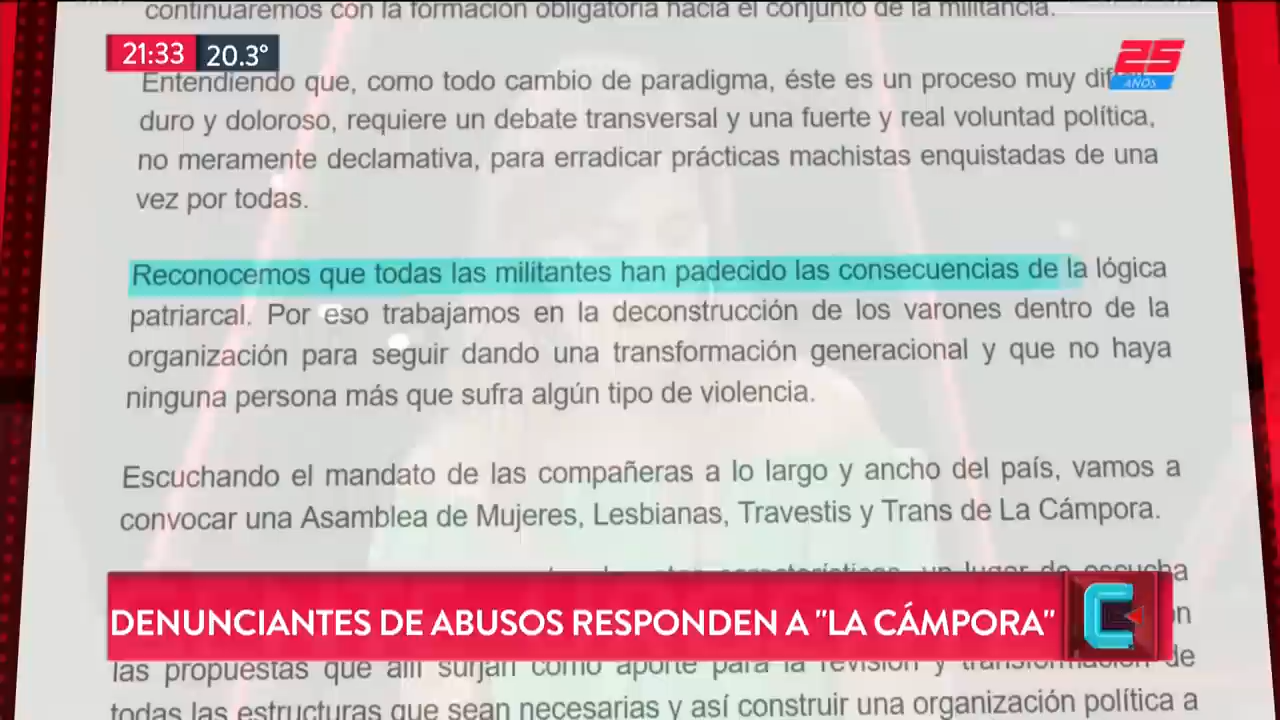 continuaremos con la formación obligatoria hacia el conjunto de la militancia.
21:33 20.3°
25
AÑOS
Entendiendo que, como todo cambio de paradigma, éste es un proceso muy
duro y doloroso, requiere un debate transversal y una fuerte y real voluntad política,
no meramente declamativa, para erradicar prácticas machistas enquistadas de una
vez por todas.
Reconocemos que todas las militantes han padecido las consecuencias de la lógica
patriarcal. Por eso trabajamos en la deconstrucción de los varones dentro de la
organización para seguir dando una transformación generacional y que no haya
ninguna persona más que sufra algún tipo de violencia.
Escuchando el mandato de las compañeras a lo largo y ancho del país, vamos a
convocar una Asamblea de Mujeres, Lesbianas, Travestis y Trans de La Cámpora.
un lugar de escucha
DENUNCIANTES DE ABUSOS RESPONDEN A "LA CÁMPORA"
las propuestas que allí surjan como aporte para la revisión y transformación de
todas las estructuras que sean necesarias y así construir una organización política a